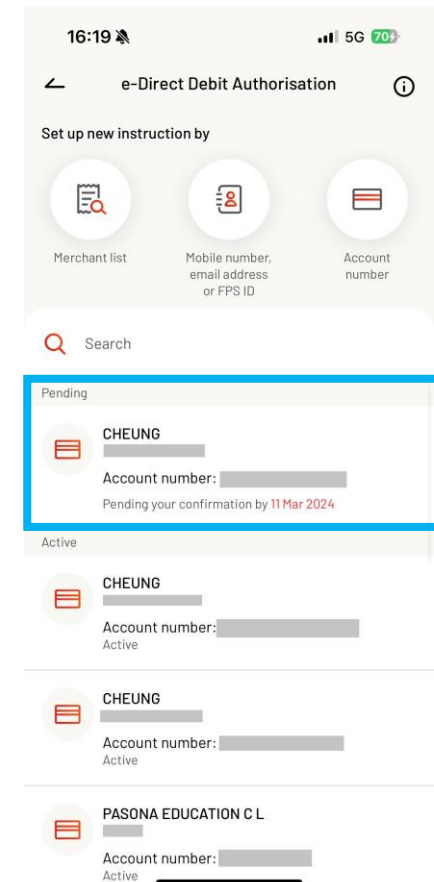 16:19
5G 70
e-Direct Debit Authorisation
Set up new instruction by
Merchant list
Mobile number,
email address
or FPS ID
Account
number
Search
Pending
CHEUNG
Account number:
Pending your confirmation by 11 Mar 2024
Active
CHEUNG
Account number:
Active
CHEUNG
Account number:
Active
PASONA EDUCATION C L
Account number:
Active